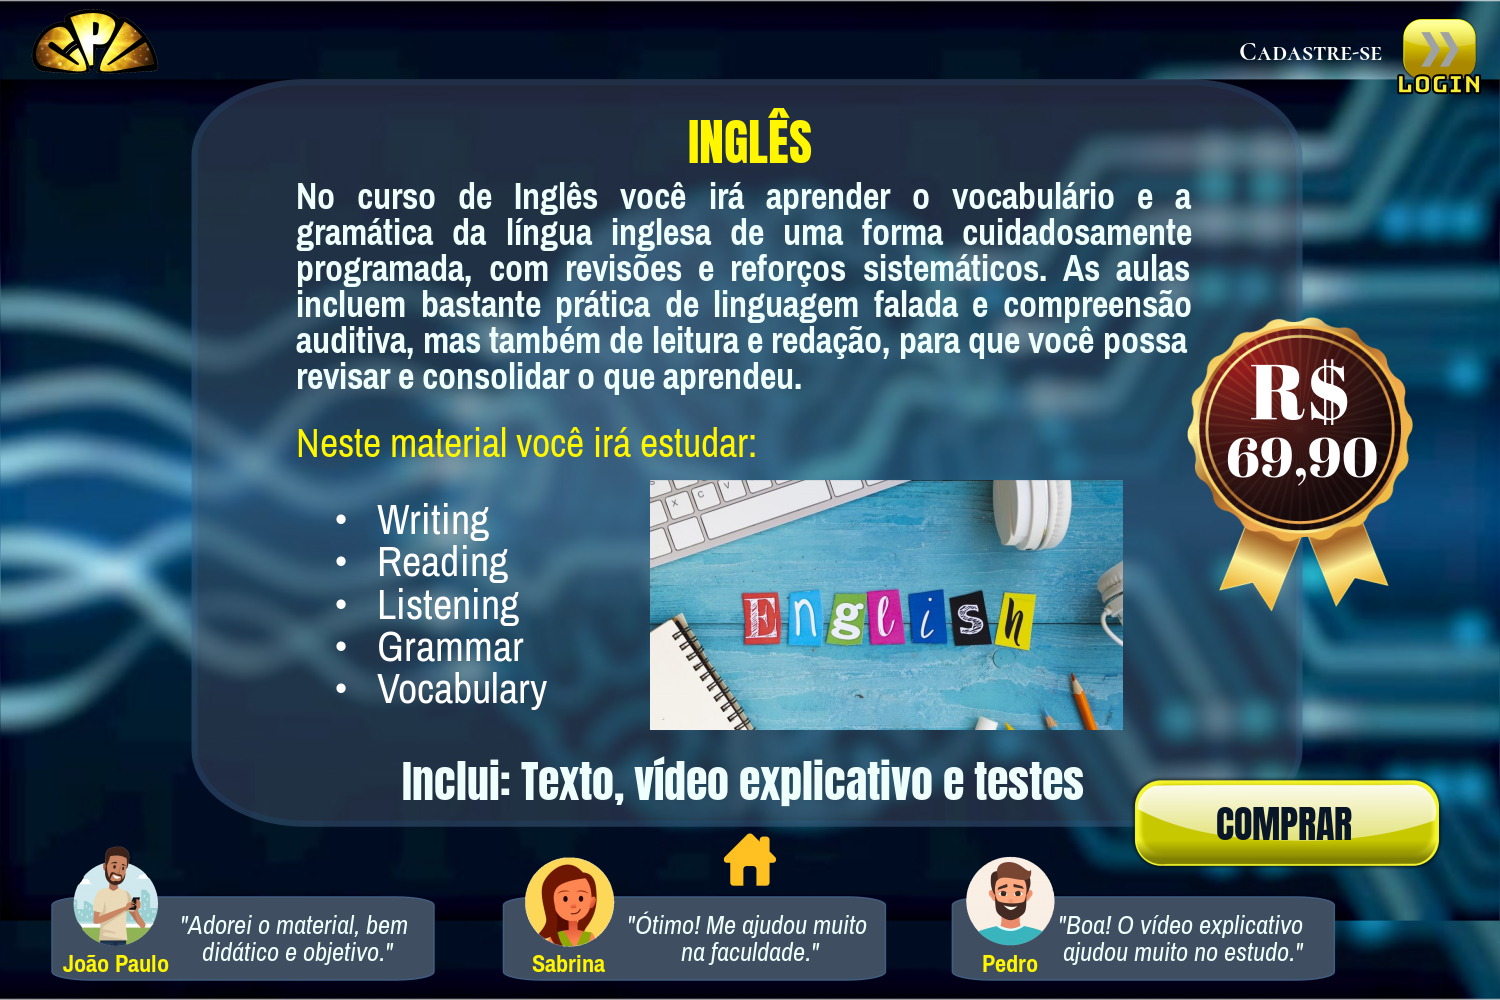 P
Cadastre-se
LOGIN
INGLÊS
No curso de Inglês você irá aprender o vocabulário e a
gramática da língua inglesa de uma forma cuidadosamente
programada, com revisões e reforços sistemáticos. As aulas
incluem bastante prática de linguagem falada e compreensão
auditiva, mas também de leitura e redação, para que você possa
revisar e consolidar o que aprendeu.
R$
69,90
Neste material você irá estudar:
• Writing
• Reading
• Listening
• Grammar
• Vocabulary
X C V
English
Inclui: Texto, vídeo explicativo e testes
COMPRAR
"Adorei o material, bem
didático e objetivo."
João Paulo
"Ótimo! Me ajudou muito
na faculdade."
Sabrina
"Boa! O vídeo explicativo
ajudou muito no estudo."
Pedro